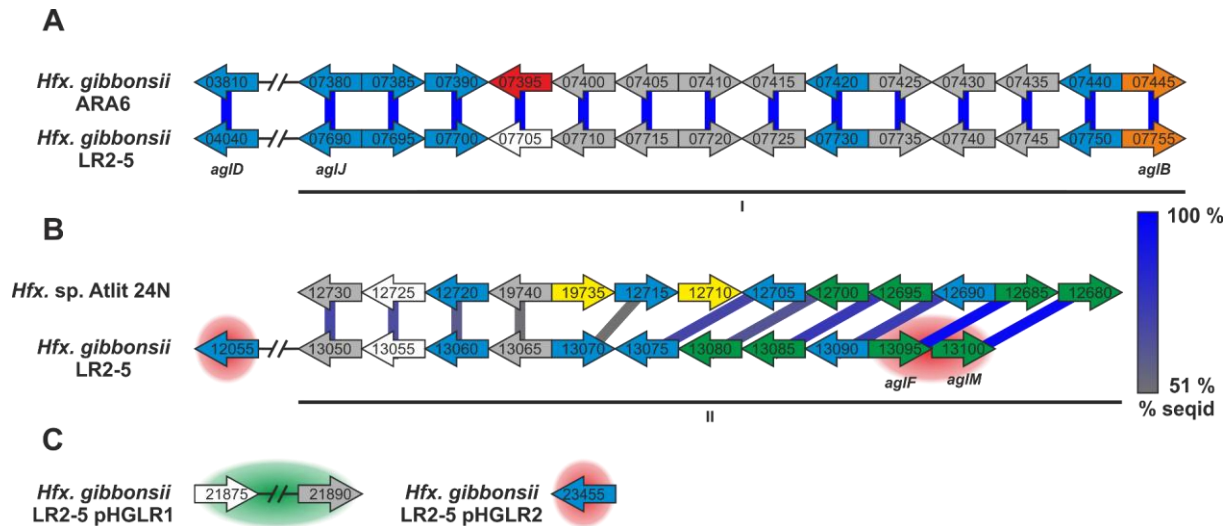 A
Hfx. gibbonsii
ARA6
03810 07380 07385 07390 07395 07400 07405 07410 07415 07420 07425 07430 07435 07440 07445
Hfx. gibbonsii
LR2-5
04040 07690 07695 07700 07705 07710 07715 07720 07725 07730 07735 07740 07745 07750 07755
aglD aglJ aglB
I
B
100 %
51 %
% seqid
Hfx. sp. Atlit 24N
12730 12725 12720 19740 19735 12715 12710 12705 12700 12695 12690 12685 12680
Hfx. gibbonsii
LR2-5
12055 13050 13055 13060 13065 13070 13075 13080 13085 13090 13095 13100
aglF aglM
II
C
Hfx. gibbonsii
LR2-5 pHGLR1
21875 21890
Hfx. gibbonsii
LR2-5 pHGLR2
23455